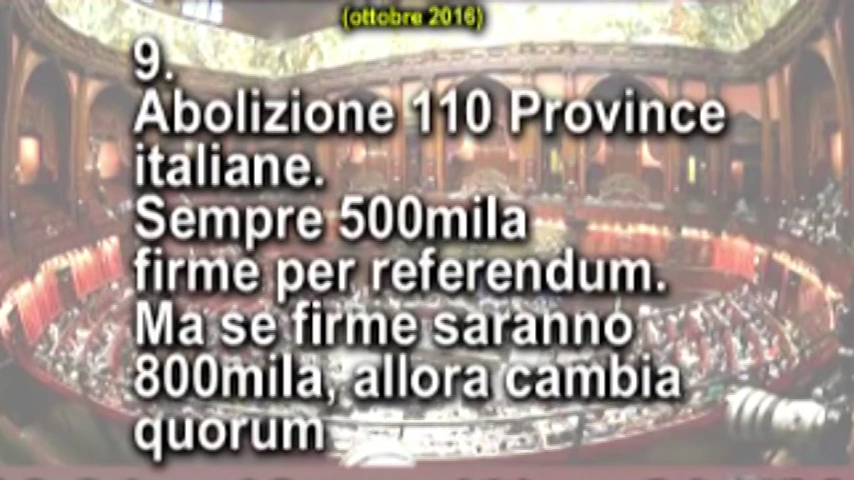 (ottobre 2016)
9.
Abolizione 110 Province
italiane.
Sempre 500mila
firme per referendum.
Ma se firme saranno
800mila, allora cambia
quorum